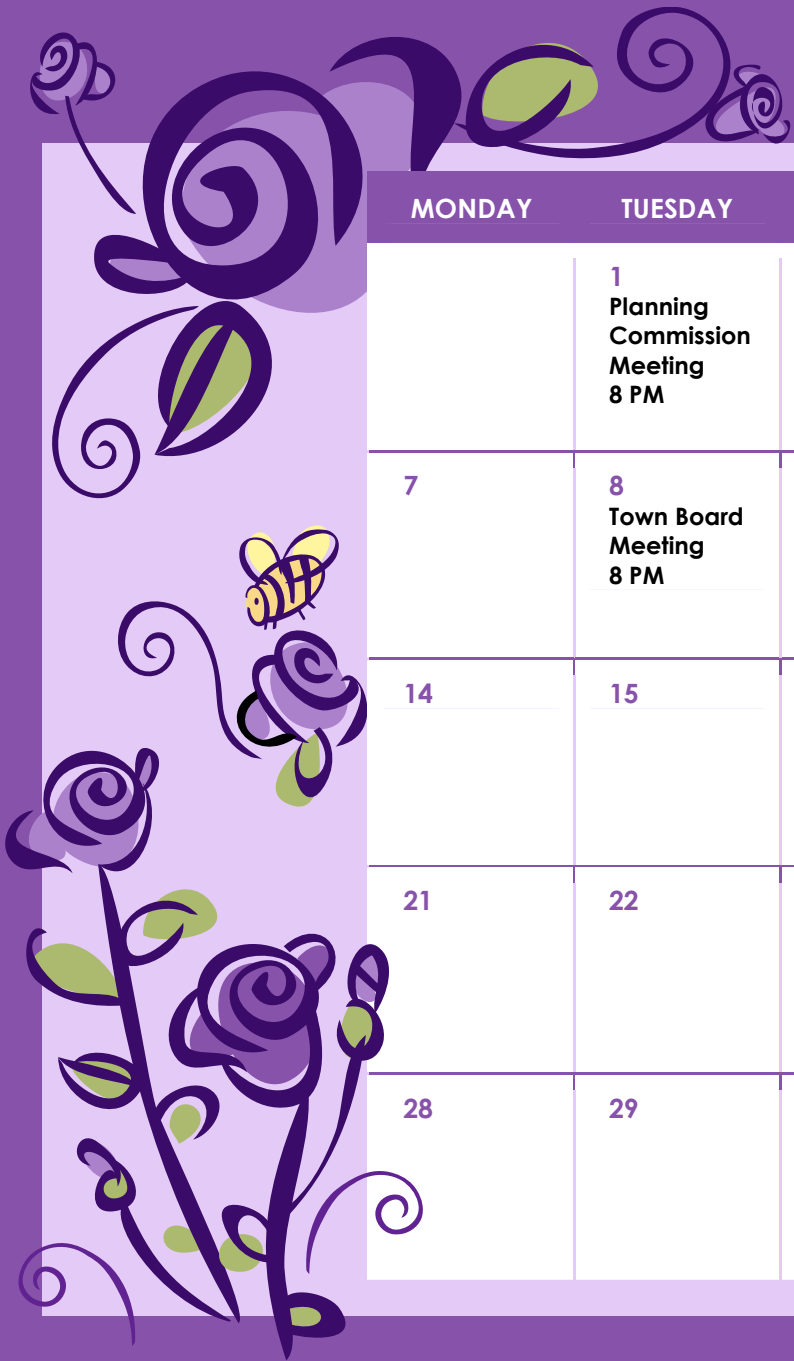 MONDAY TUESDAY
1
Planning
Commission
Meeting
8 PM
7 8
Town Board
Meeting
8 PM
14 15
21 22
28 29